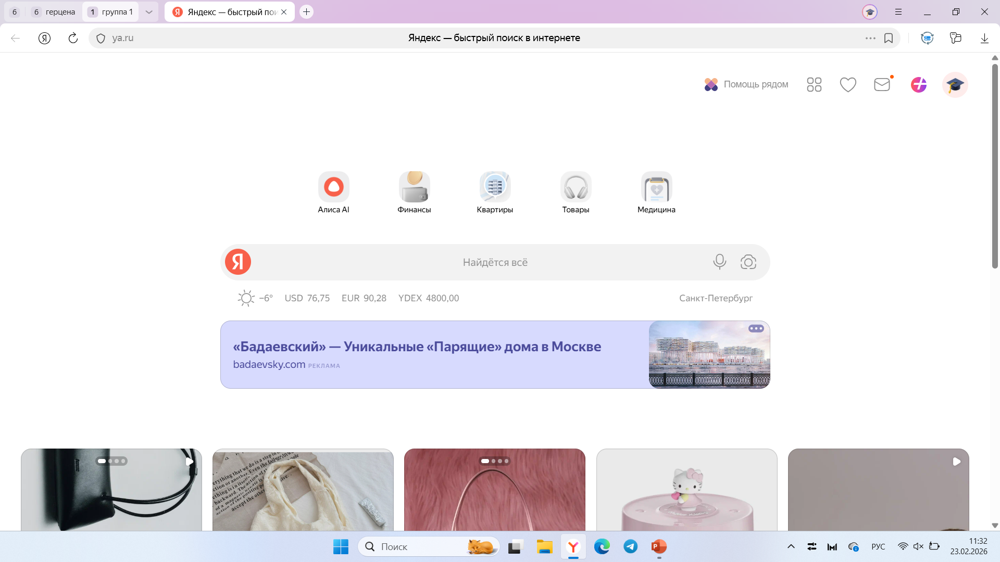 6
6 герцена
1 группа 1
Яндекс — быстрый пои
ya.ru
Яндекс — быстрый поиск в интернете
Помощь рядом
Алиса AI
Финансы
Квартиры
Товары
Медицина
Я
Найдётся всё
−6°
USD 76,75
EUR 90,28
YDEX 4800,00
Санкт-Петербург
«Бадаевский» — Уникальные «Парящие» дома в Москве
badaevsky.com РЕКЛАМА
Поиск
РУС
11:32
23.02.2026